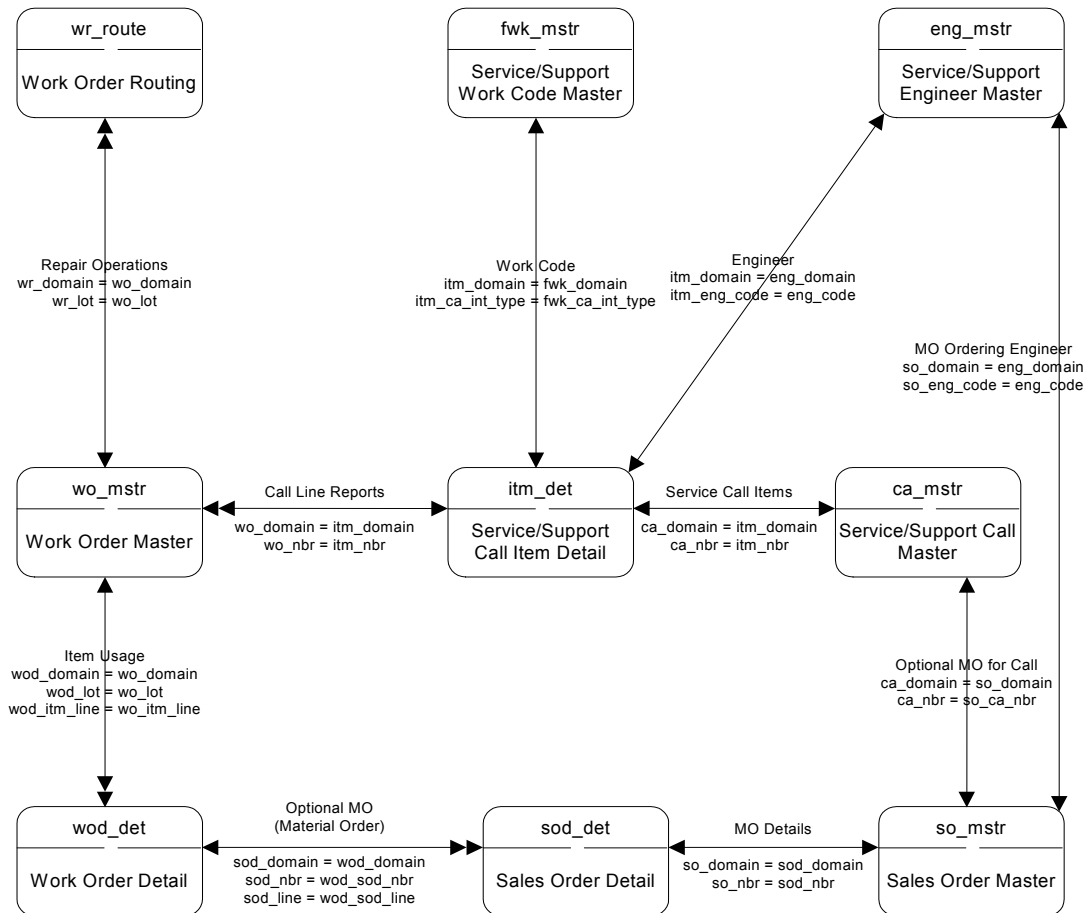 wr_route
Work Order Routing
fwk_mstr
Service/Support
Work Code Master
eng_mstr
Service/Support
Engineer Master
Repair Operations
wr_domain = wo_domain
wr_lot = wo_lot
Work Code
itm_domain = fwk_domain
itm_ca_int_type = fwk_ca_int_type
Engineer
itm_domain = eng_domain
itm_eng_code = eng_code
MO Ordering Engineer
so_domain = eng_domain
so_eng_code = eng_code
wo_mstr
Work Order Master
Call Line Reports
wo_domain = itm_domain
wo_nbr = itm_nbr
itm_det
Service/Support
Call Item Detail
Service Call Items
ca_domain = itm_domain
ca_nbr = itm_nbr
ca_mstr
Service/Support Call
Master
Item Usage
wod_domain = wo_domain
wod_lot = wo_lot
wod_itm_line = wo_itm_line
Optional MO for Call
ca_domain = so_domain
ca_nbr = so_ca_nbr
wod_det
Work Order Detail
Optional MO
(Material Order)
sod_domain = wod_domain
sod_nbr = wod_sod_nbr
sod_line = wod_sod_line
sod_det
Sales Order Detail
MO Details
so_domain = sod_domain
so_nbr = sod_nbr
so_mstr
Sales Order Master